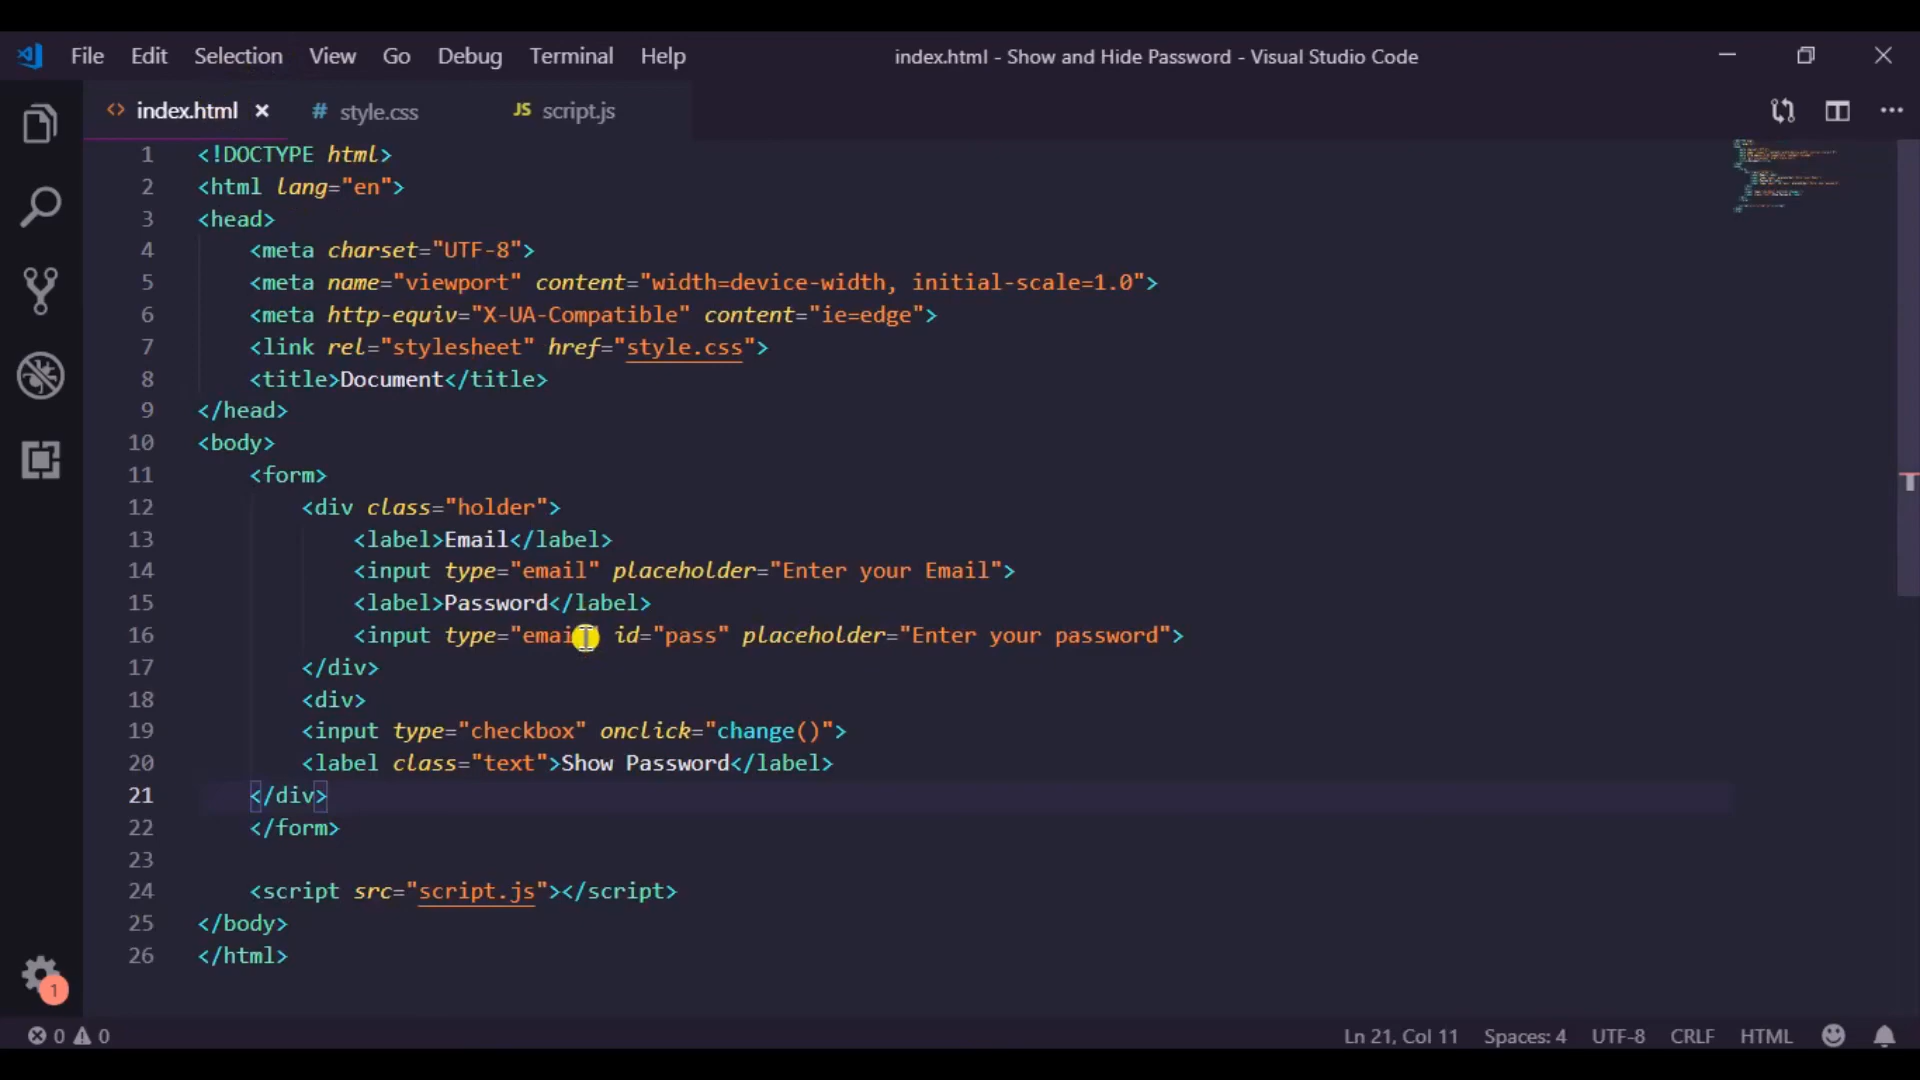 File Edit Selection View Go Debug Terminal Help index.html - Show and Hide Password - Visual Studio Code
<> index.html × # style.css JS script.js
1 <!DOCTYPE html>
2 <html lang="en">
3 <head>
4 <meta charset="UTF-8">
5 <meta name="viewport" content="width=device-width, initial-scale=1.0">
6 <meta http-equiv="X-UA-Compatible" content="ie=edge">
7 <link rel="stylesheet" href="style.css">
8 <title>Document</title>
9 </head>
10 <body>
11 <form>
12 <div class="holder">
13 <label>Email</label>
14 <input type="email" placeholder="Enter your Email">
15 <label>Password</label>
16 <input type="email" id="pass" placeholder="Enter your password">
17 </div>
18 <div>
19 <input type="checkbox" onclick="change()">
20 <label class="text">Show Password</label>
21 </div>
22 </form>
23
24 <script src="script.js"></script>
25 </body>
26 </html>
1
0 0 Ln 21, Col 11 Spaces: 4 UTF-8 CRLF HTML